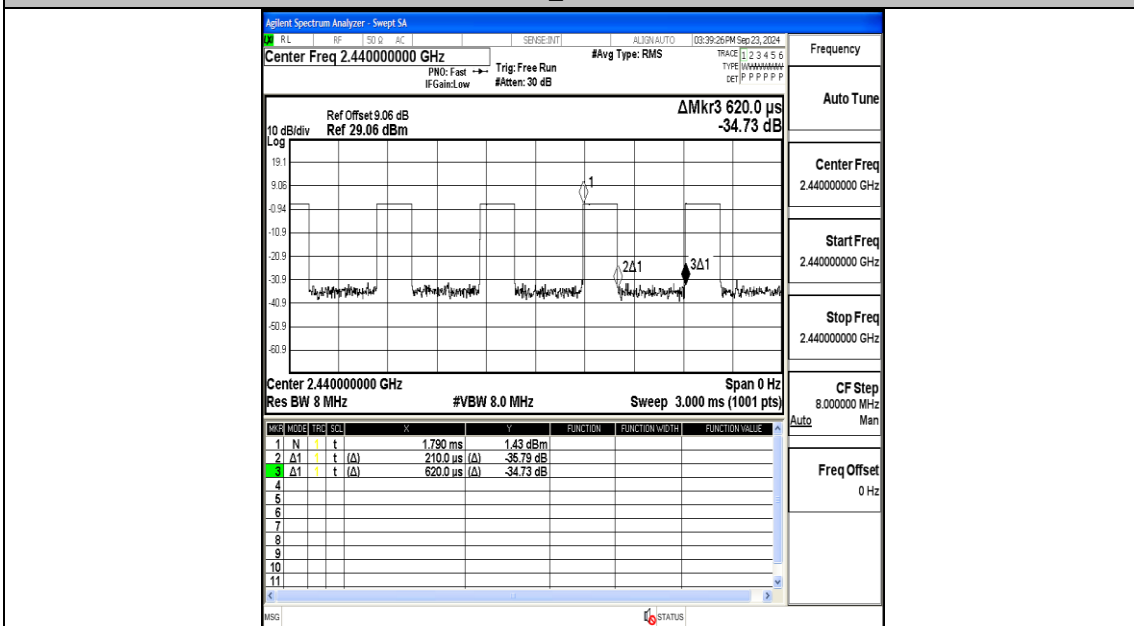 Agilent Spectrum Analyzer - Swept SA
RL RF 50 Ω AC SENSE:INT ALIGN AUTO 03:39:26 PM Sep 23, 2024
Center Freq 2.440000000 GHz
#Avg Type: RMS
TRACE 1 2 3 4 5 6
TYPE
DET P P P P P P
PNO: Fast
IFGain:Low
Trig: Free Run
#Atten: 30 dB
ΔMkr3 620.0 µs
-34.73 dB
Ref Offset 9.06 dB
10 dB/div Ref 29.06 dBm
Log
19.1
9.06
-0.94
-10.9
-20.9
-30.9
-40.9
-50.9
-60.9
1
2Δ1
3Δ1
Center 2.440000000 GHz Span 0 Hz
Res BW 8 MHz #VBW 8.0 MHz Sweep 3.000 ms (1001 pts)
MKR MODE TRC SCL X Y FUNCTION FUNCTION WIDTH FUNCTION VALUE
1 N 1 t 1.790 ms 1.43 dBm
2 Δ1 1 t (Δ) 210.0 µs (Δ) -35.79 dB
3 Δ1 1 t (Δ) 620.0 µs (Δ) -34.73 dB
4
5
6
7
8
9
10
11
MSG STATUS
Frequency
Auto Tune
Center Freq
2.440000000 GHz
Start Freq
2.440000000 GHz
Stop Freq
2.440000000 GHz
CF Step
8.000000 MHz
Auto Man
Freq Offset
0 Hz